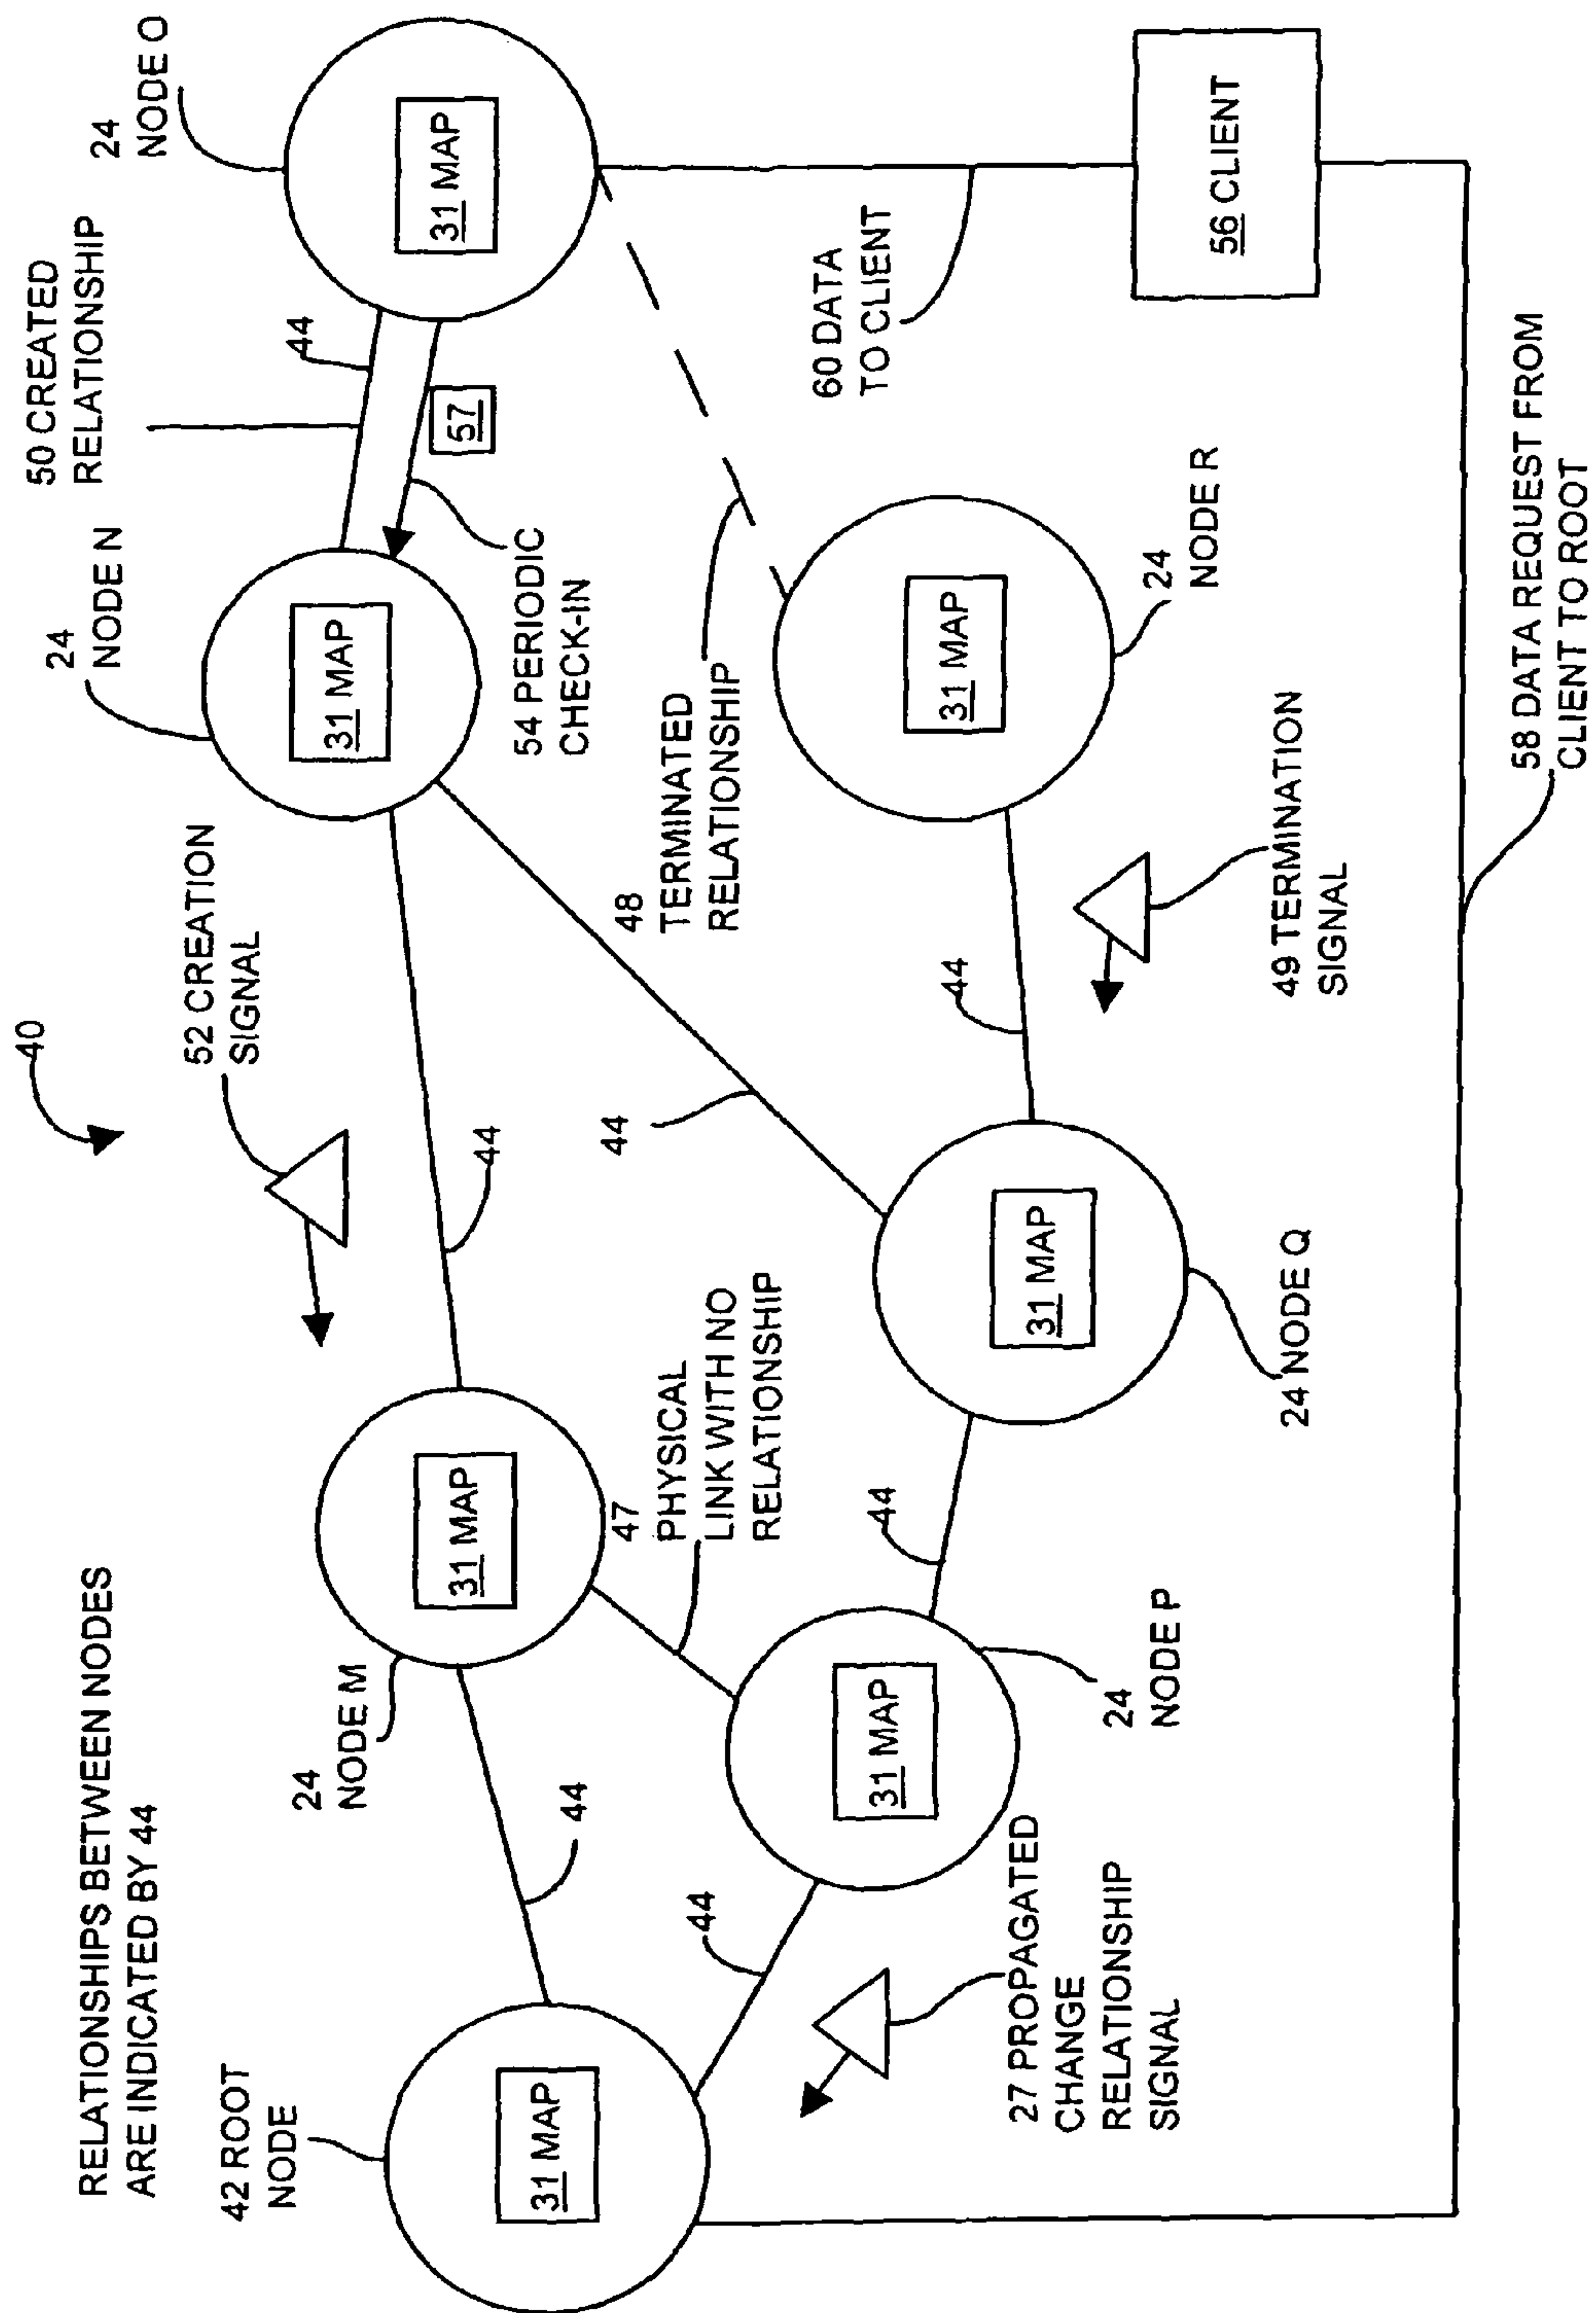 RELATIONSHIPS BETWEEN NODES
ARE INDICATED BY 44
40
42 ROOT
NODE
31 MAP
24
NODE M
31 MAP
44
52 CREATION
SIGNAL
44
24
NODE N
31 MAP
50 CREATED
RELATIONSHIP
44
57
54 PERIODIC
CHECK-IN
24
NODE O
31 MAP
47
PHYSICAL
LINK WITH NO
RELATIONSHIP
44
48
TERMINATED
RELATIONSHIP
44
27 PROPAGATED
CHANGE
RELATIONSHIP
SIGNAL
31 MAP
24
NODE P
44
31 MAP
24 NODE Q
44
49 TERMINATION
SIGNAL
31 MAP
24
NODE R
60 DATA
TO CLIENT
56 CLIENT
58 DATA REQUEST FROM
CLIENT TO ROOT